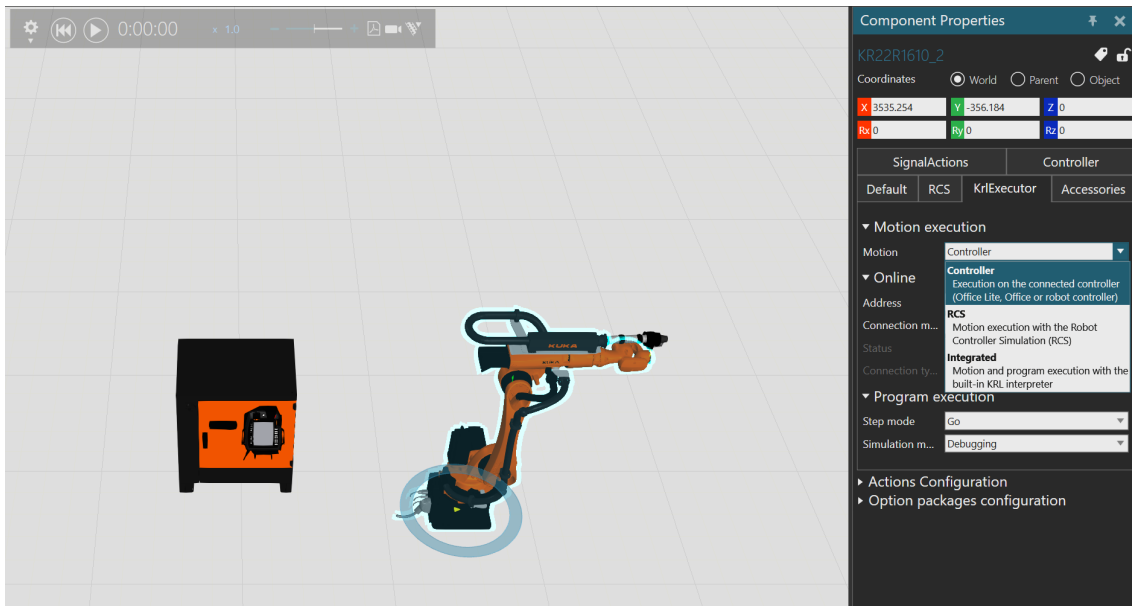 0:00:00 x 1.0
Component Properties
KR22R1610_2
Coordinates World Parent Object
X 3535.254 Y -356.184 Z 0
Rx 0 Ry 0 Rz 0
SignalActions Controller
Default RCS KrlExecutor Accessories
Motion execution
Motion Controller
Controller
Execution on the connected controller
(Office Lite, Office or robot controller)
RCS
Motion execution with the Robot
Controller Simulation (RCS)
Integrated
Motion and program execution with the
built-in KRL interpreter
Online
Address
Connection m...
Status
Connection ty...
Program execution
Step mode Go
Simulation m... Debugging
Actions Configuration
Option packages configuration
KUKA